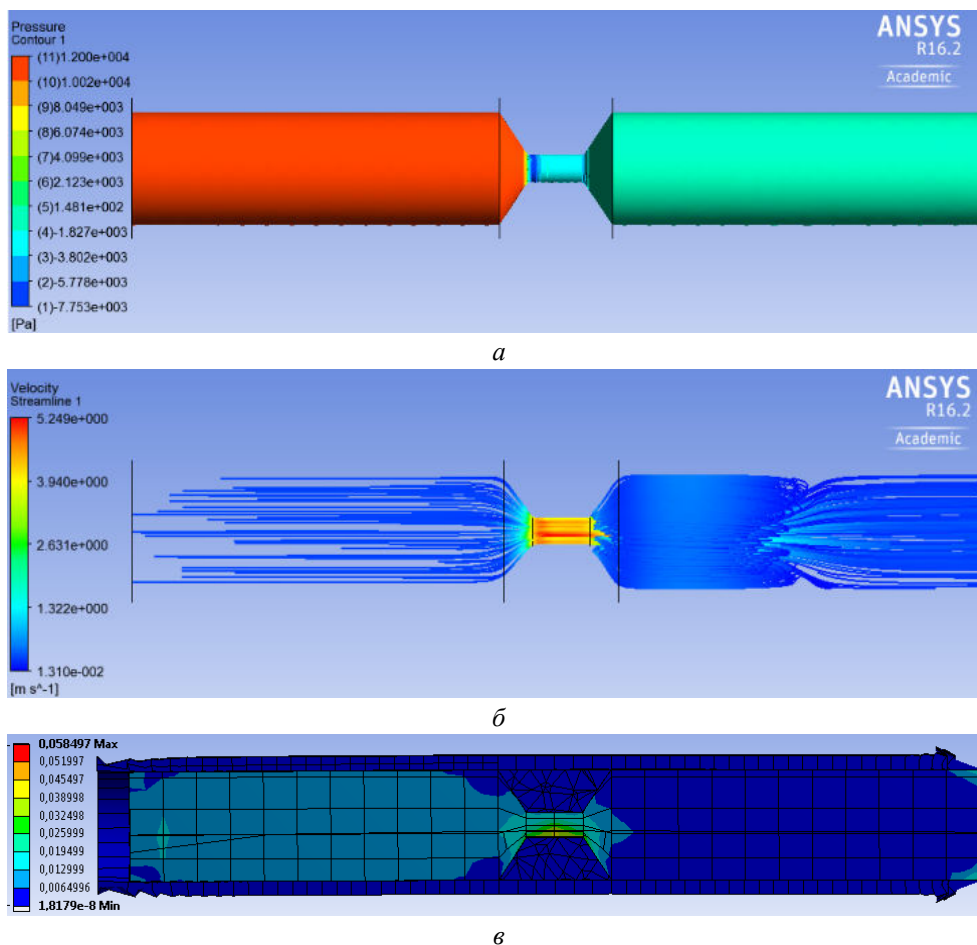 Pressure
Contour 1
(11)1.200e+004
(10)1.002e+004
(9)8.049e+003
(8)6.074e+003
(7)4.099e+003
(6)2.123e+003
(5)1.481e+002
(4)-1.827e+003
(3)-3.802e+003
(2)-5.778e+003
(1)-7.753e+003
[Pa]
ANSYS
R16.2
Academic
а
Velocity
Streamline 1
5.249e+000
3.940e+000
2.631e+000
1.322e+000
1.310e-002
[m s^-1]
ANSYS
R16.2
Academic
б
0,058497 Max
0,051997
0,045497
0,038998
0,032498
0,025999
0,019499
0,012999
0,0064996
1,8179e-8 Min
в